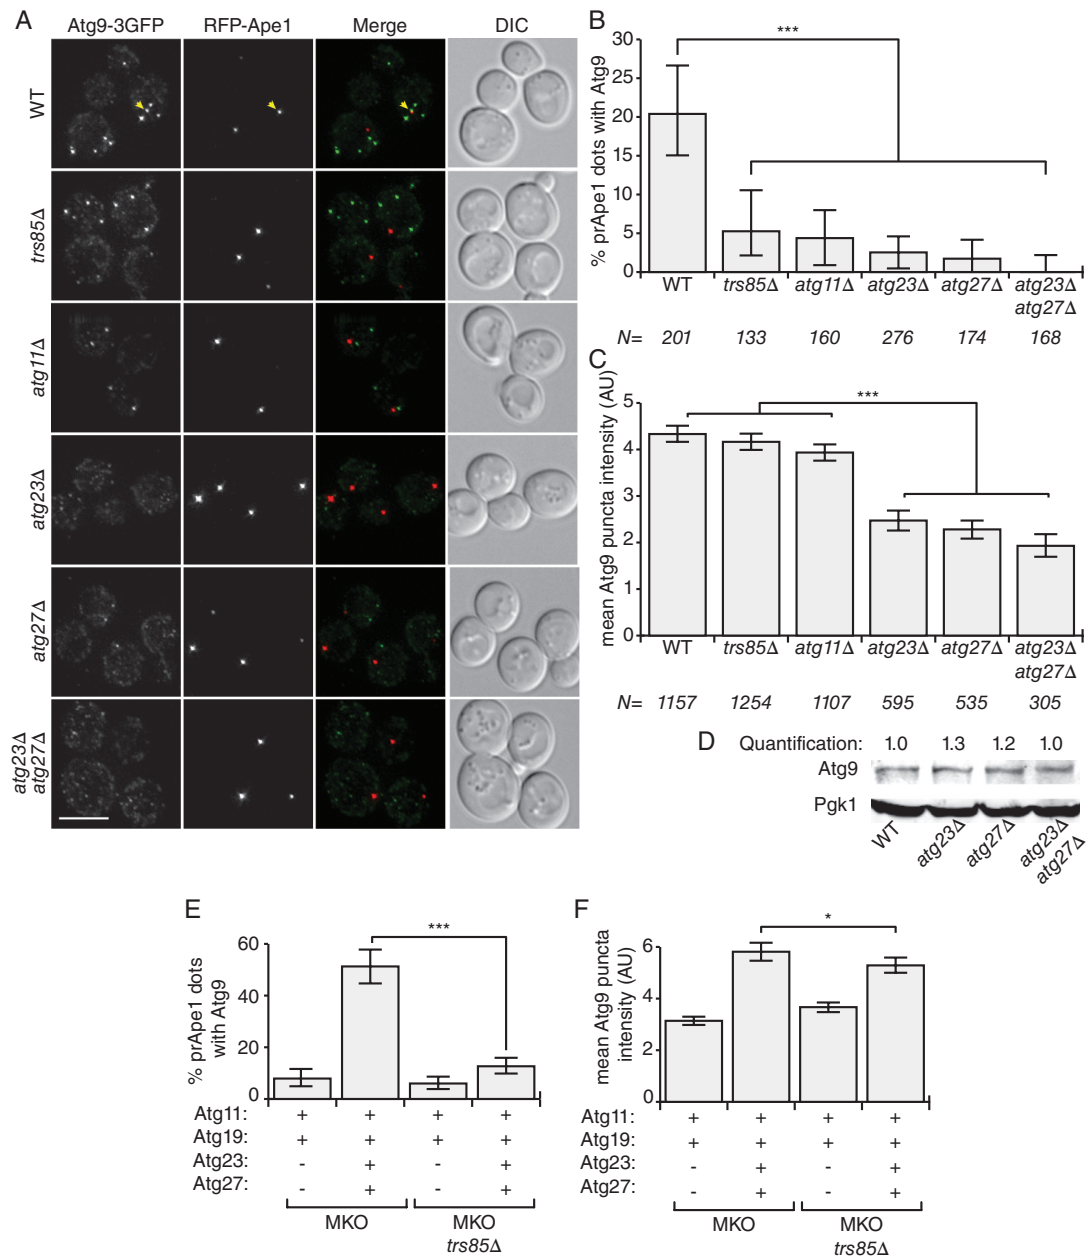 A
Atg9-3GFP RFP-Ape1 Merge DIC
WT
trs85Δ
atg11Δ
atg23Δ
atg27Δ
atg23Δ
atg27Δ
B
% prApe1 dots with Atg9
30
25
20
15
10
5
0
***
WT trs85Δ atg11Δ atg23Δ atg27Δ atg23Δ
atg27Δ
N= 201 133 160 276 174 168
C
mean Atg9 puncta intensity (AU)
5
4
3
2
1
0
***
WT trs85Δ atg11Δ atg23Δ atg27Δ atg23Δ
atg27Δ
N= 1157 1254 1107 595 535 305
D
Quantification: 1.0 1.3 1.2 1.0
Atg9
Pgk1
WT atg23Δ atg27Δ atg23Δ
atg27Δ
E
% prApe1 dots
with Atg9
60
40
20
0
***
Atg11: + + + +
Atg19: + + + +
Atg23: - + - +
Atg27: - + - +
MKO MKO
trs85Δ
F
mean Atg9 puncta
intensity (AU)
6
4
2
0
*
Atg11: + + + +
Atg19: + + + +
Atg23: - + - +
Atg27: - + - +
MKO MKO
trs85Δ